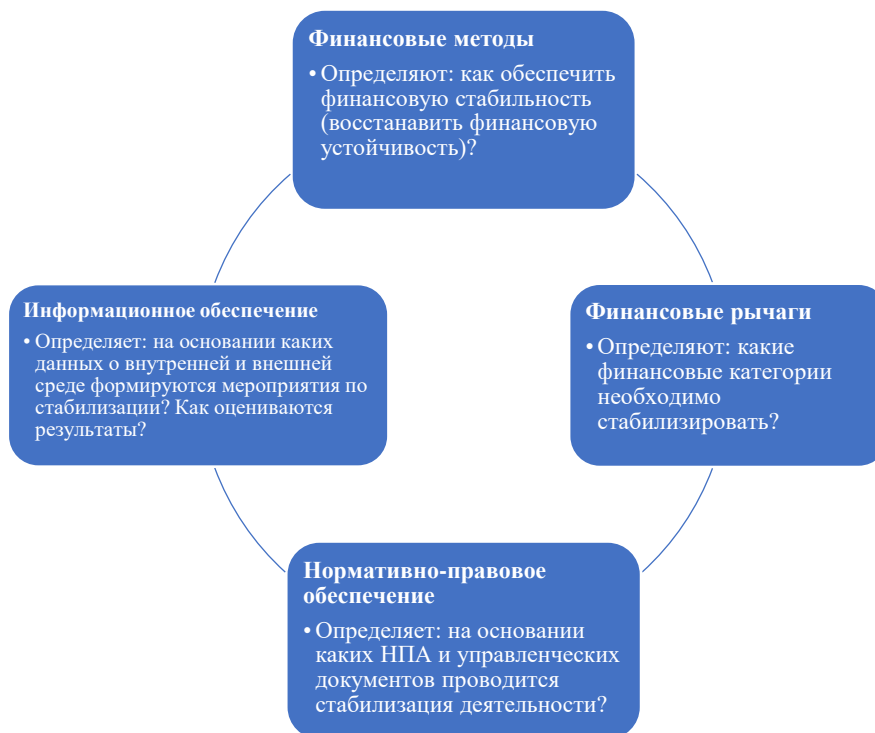 Финансовые методы
• Определяют: как обеспечить
финансовую стабильность
(восстанавить финансовую
устойчивость)?
Информационное обеспечение
• Определяет: на основании каких
данных о внутренней и внешней
среде формируются мероприятия по
стабилизации? Как оцениваются
результаты?
Финансовые рычаги
• Определяют: какие
финансовые категории
необходимо
стабилизировать?
Нормативно-правовое
обеспечение
• Определяет: на основании
каких НПА и управленческих
документов проводится
стабилизация деятельности?